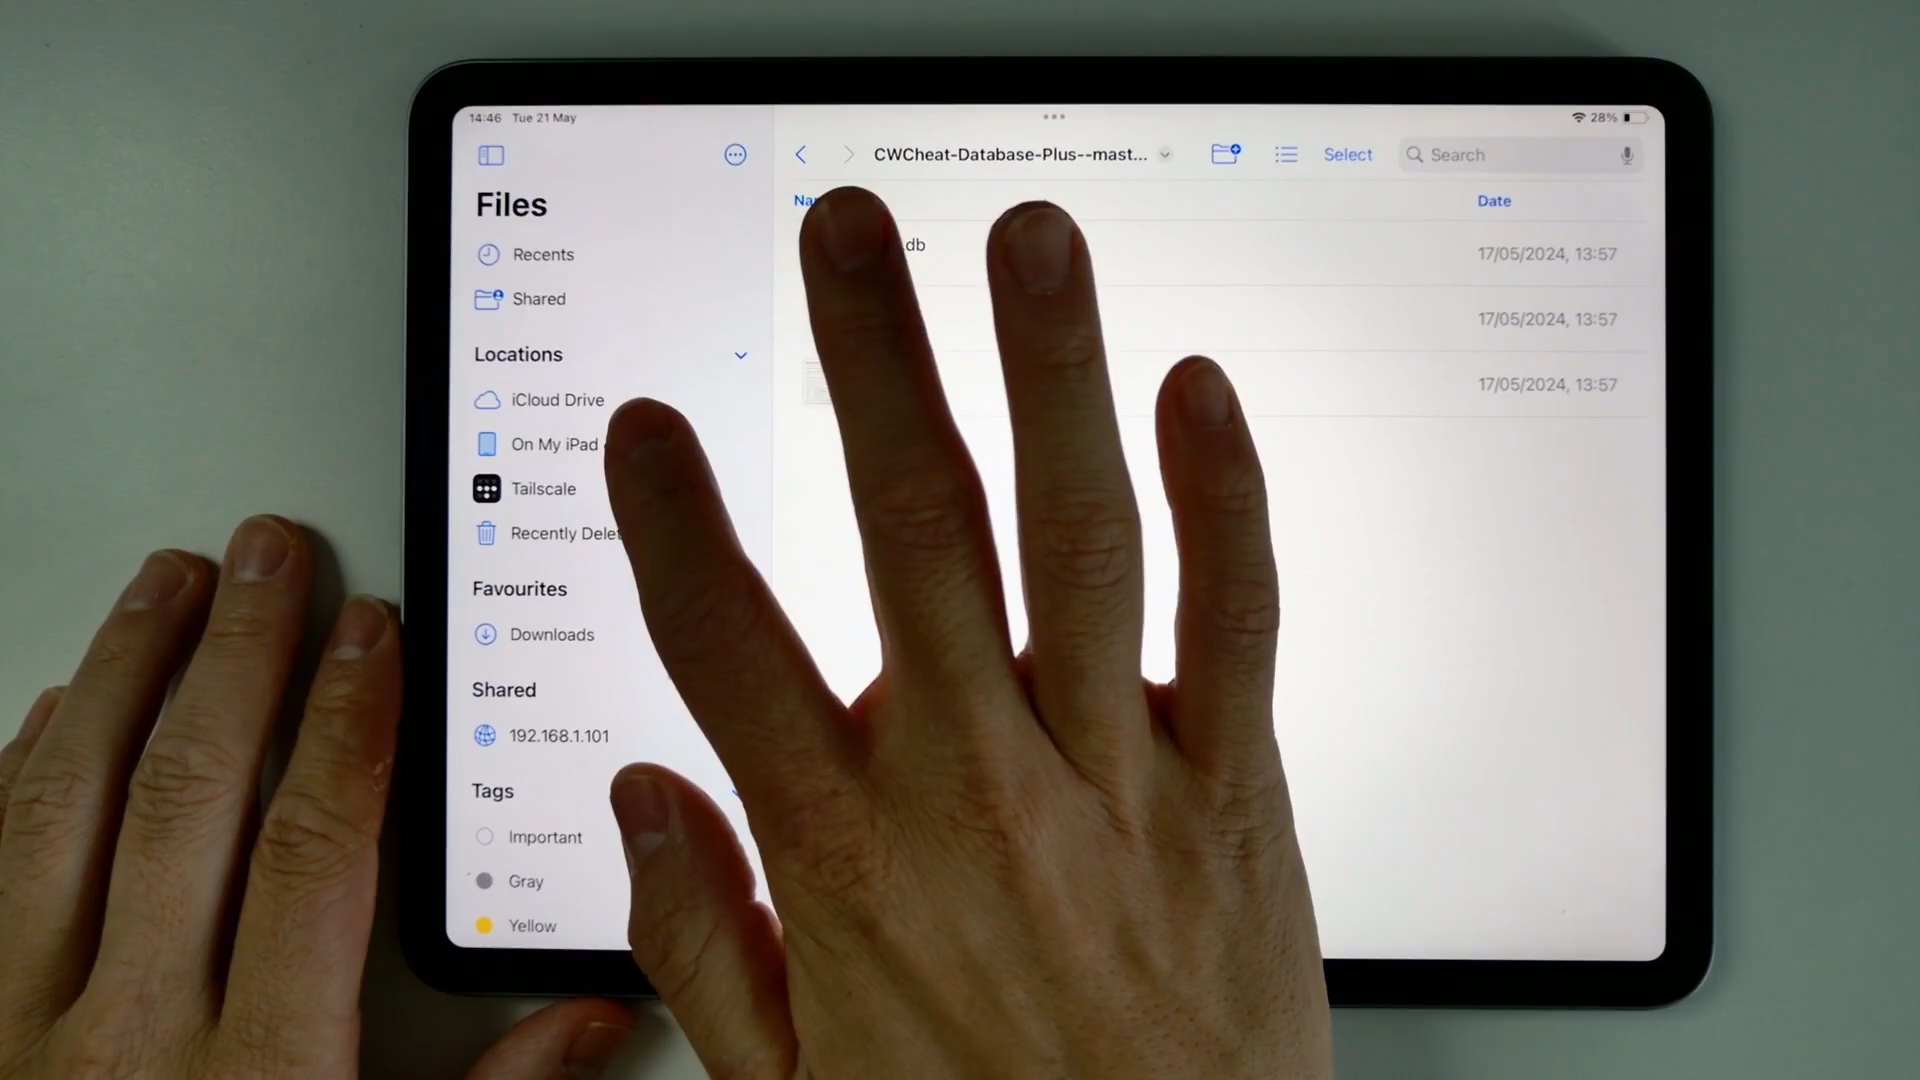 14:46 Tue 21 May
28%
CWCheat-Database-Plus--mast...
Select
Search
Files
Date
.db
17/05/2024, 13:57
Recents
Shared
17/05/2024, 13:57
Locations
17/05/2024, 13:57
iCloud Drive
On My iPad
Tailscale
Recently
Favourites
Downloads
Shared
192.168.1.101
Tags
Important
Gray
Yellow